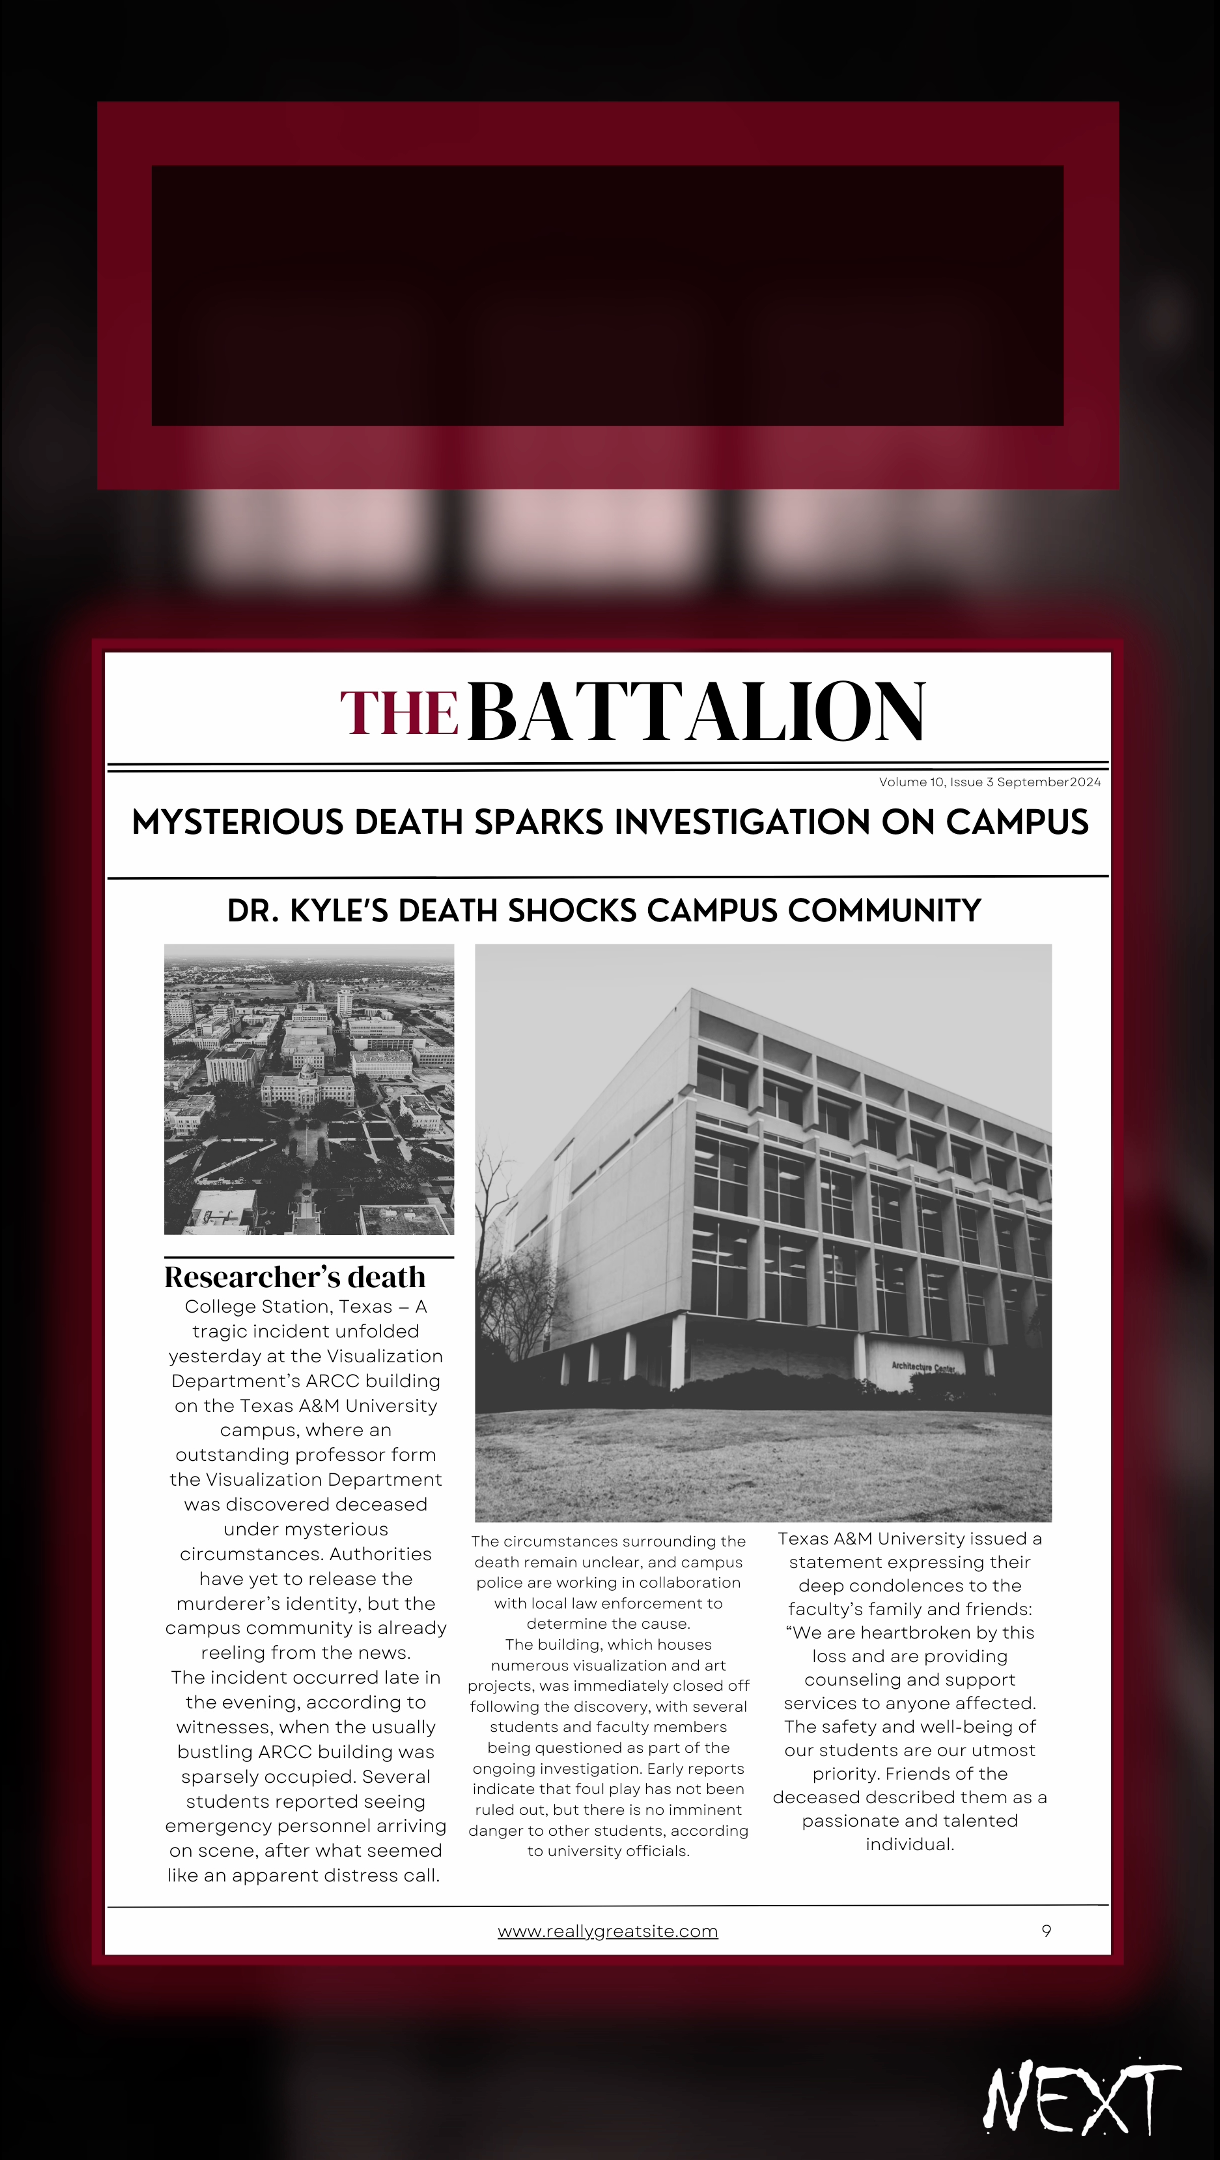 THE BATTALION
Volume 10, Issue 3 September2024
MYSTERIOUS DEATH SPARKS INVESTIGATION ON CAMPUS
DR. KYLE'S DEATH SHOCKS CAMPUS COMMUNITY
Architecture Center
Researcher's death
College Station, Texas – A
tragic incident unfolded
yesterday at the Visualization
Department's ARCC building
on the Texas A&M University
campus, where an
outstanding professor form
the Visualization Department
was discovered deceased
under mysterious
circumstances. Authorities
have yet to release the
murderer's identity, but the
campus community is already
reeling from the news.
The incident occurred late in
the evening, according to
witnesses, when the usually
bustling ARCC building was
sparsely occupied. Several
students reported seeing
emergency personnel arriving
on scene, after what seemed
like an apparent distress call.
The circumstances surrounding the
death remain unclear, and campus
police are working in collaboration
with local law enforcement to
determine the cause.
The building, which houses
numerous visualization and art
projects, was immediately closed off
following the discovery, with several
students and faculty members
being questioned as part of the
ongoing investigation. Early reports
indicate that foul play has not been
ruled out, but there is no imminent
danger to other students, according
to university officials.
Texas A&M University issued a
statement expressing their
deep condolences to the
faculty's family and friends:
“We are heartbroken by this
loss and are providing
counseling and support
services to anyone affected.
The safety and well-being of
our students are our utmost
priority. Friends of the
deceased described them as a
passionate and talented
individual.
www.reallygreatsite.com
9
NEXT